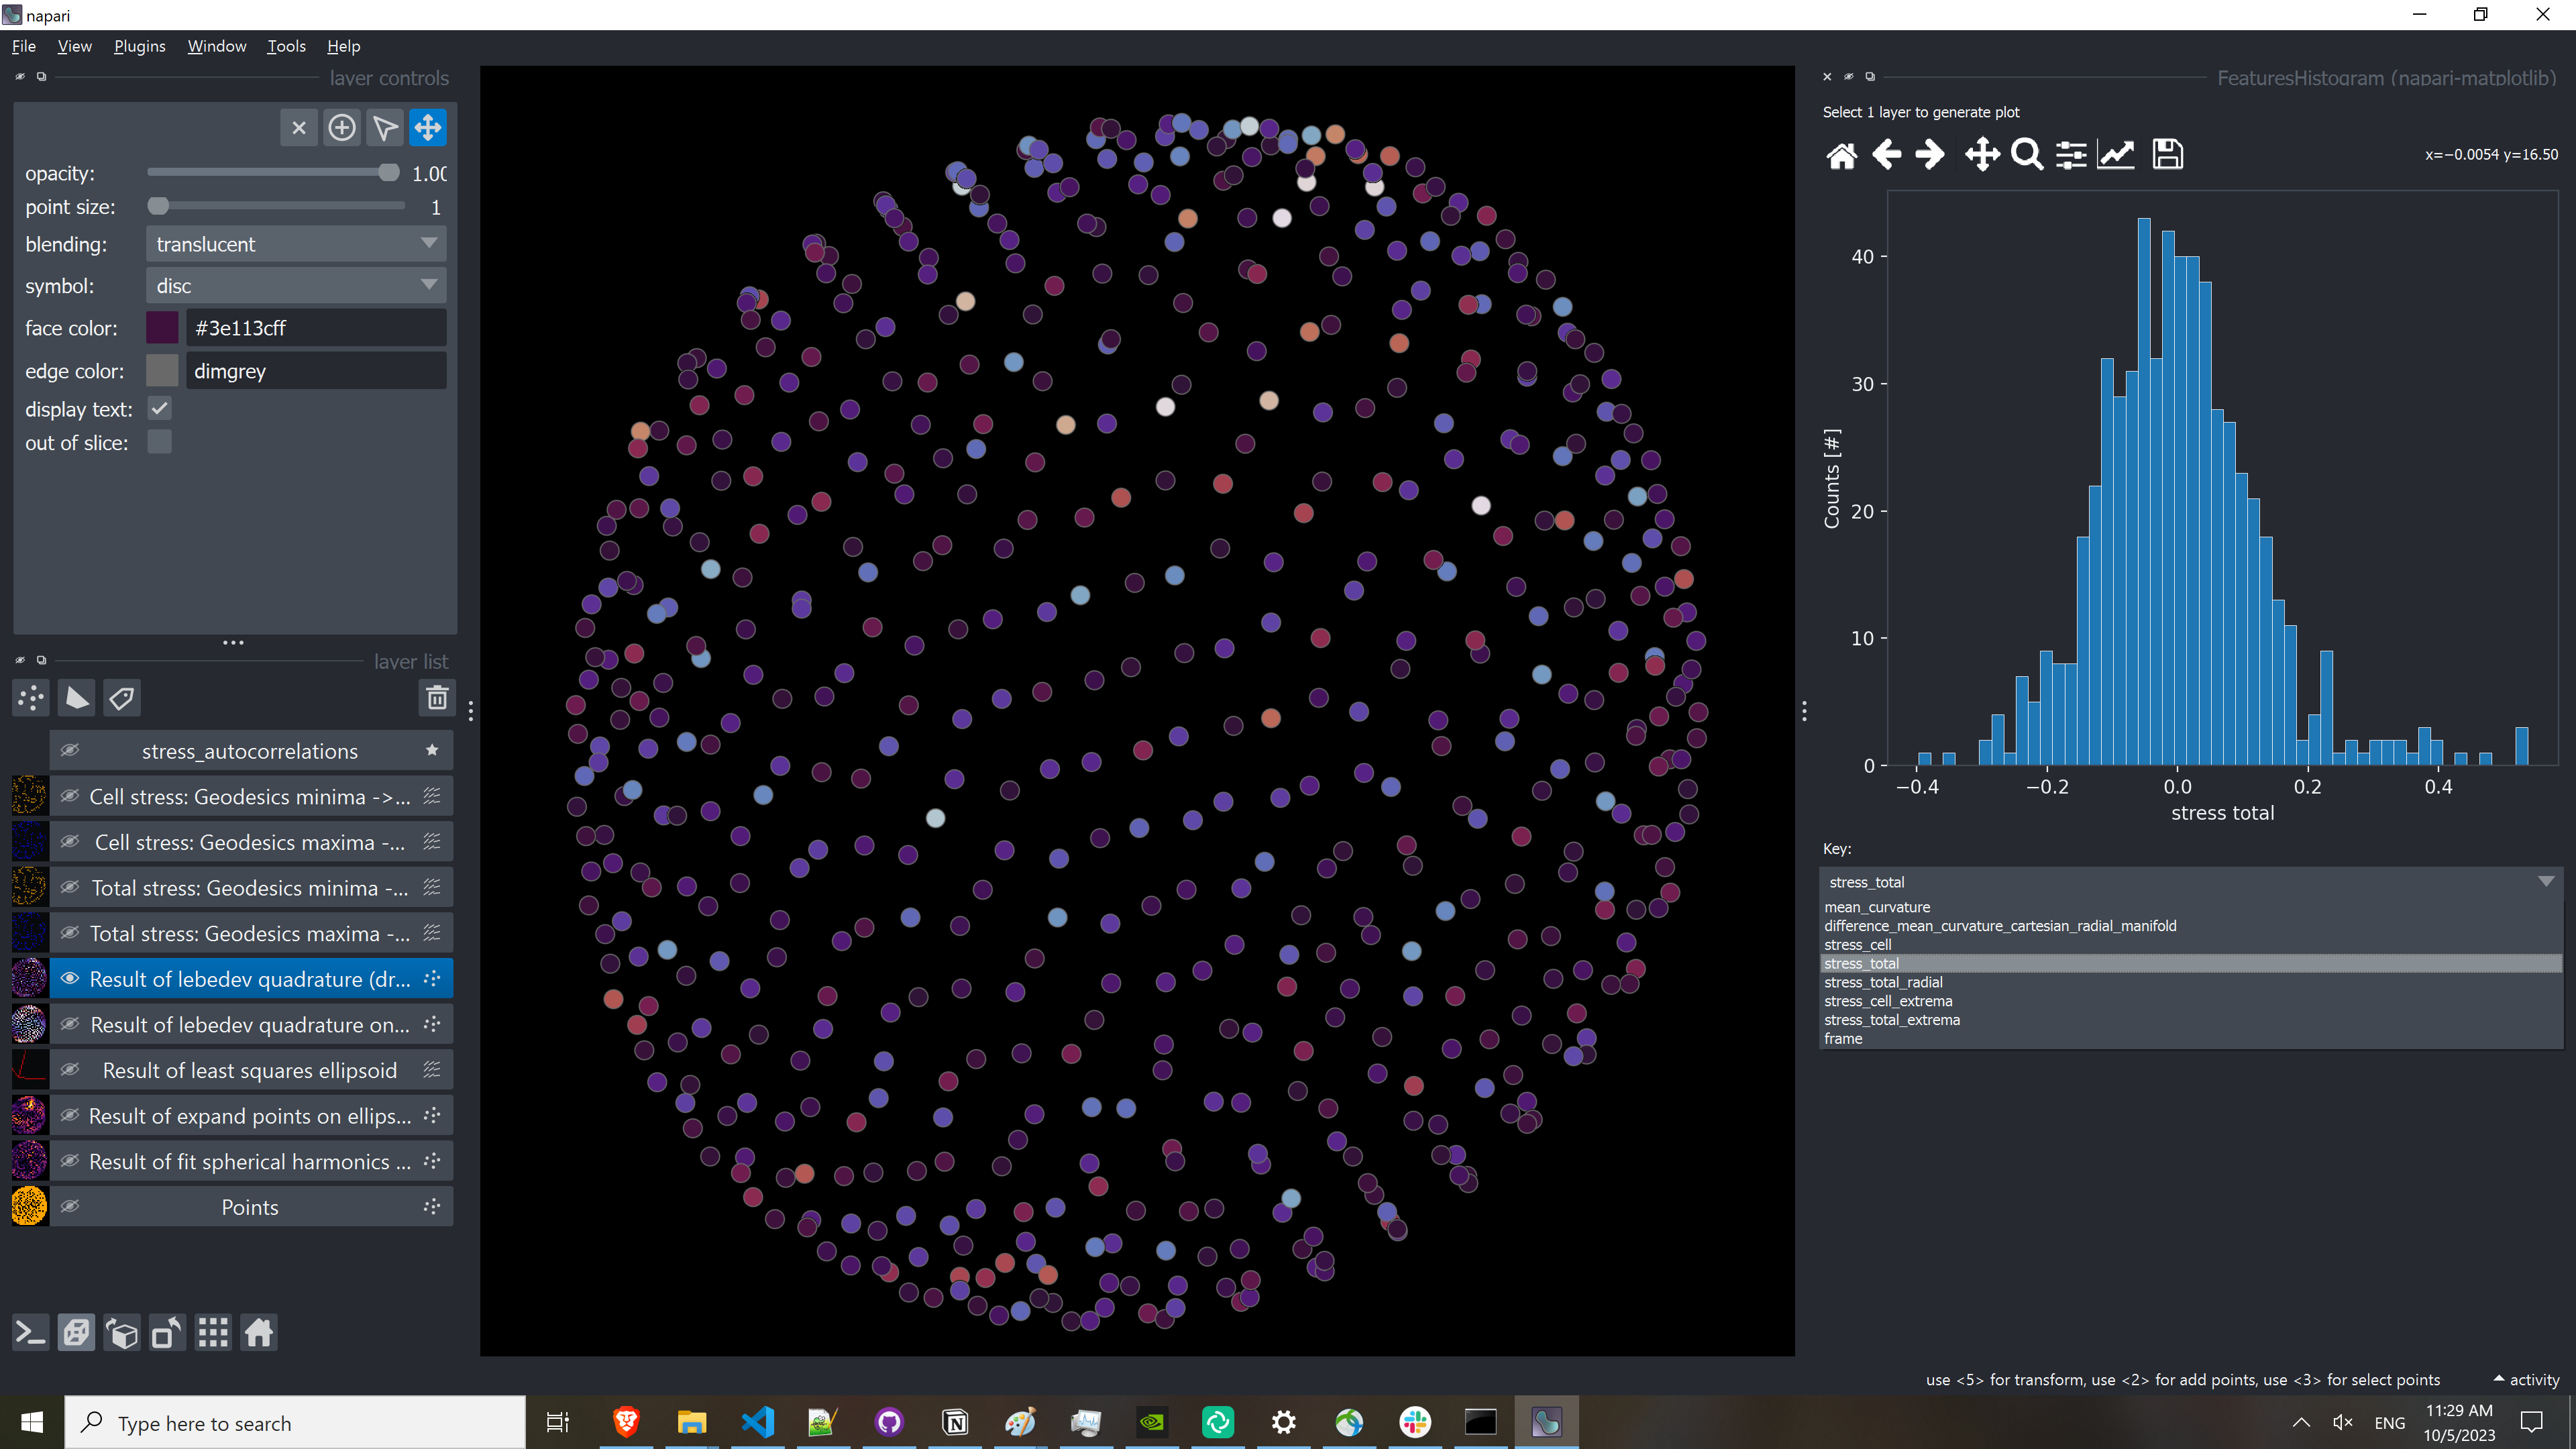 napari
File View Plugins Window Tools Help
layer controls
opacity: 1.00
point size: 1
blending: translucent
symbol: disc
face color: #3e113cff
edge color: dimgrey
display text:
out of slice:
layer list
stress_autocorrelations
Cell stress: Geodesics minima ->...
Cell stress: Geodesics maxima -...
Total stress: Geodesics minima -...
Total stress: Geodesics maxima -...
Result of lebedev quadrature (dr...
Result of lebedev quadrature on...
Result of least squares ellipsoid
Result of expand points on ellips...
Result of fit spherical harmonics ...
Points
FeaturesHistogram (napari-matplotlib)
Select 1 layer to generate plot
x=−0.0054 y=16.50
40
30
20
10
0
Counts [#]
−0.4 −0.2 0.0 0.2 0.4
stress total
Key:
stress_total
mean_curvature
difference_mean_curvature_cartesian_radial_manifold
stress_cell
stress_total
stress_total_radial
stress_cell_extrema
stress_total_extrema
frame
use <5> for transform, use <2> for add points, use <3> for select points
activity
Type here to search
ENG
11:29 AM
10/5/2023